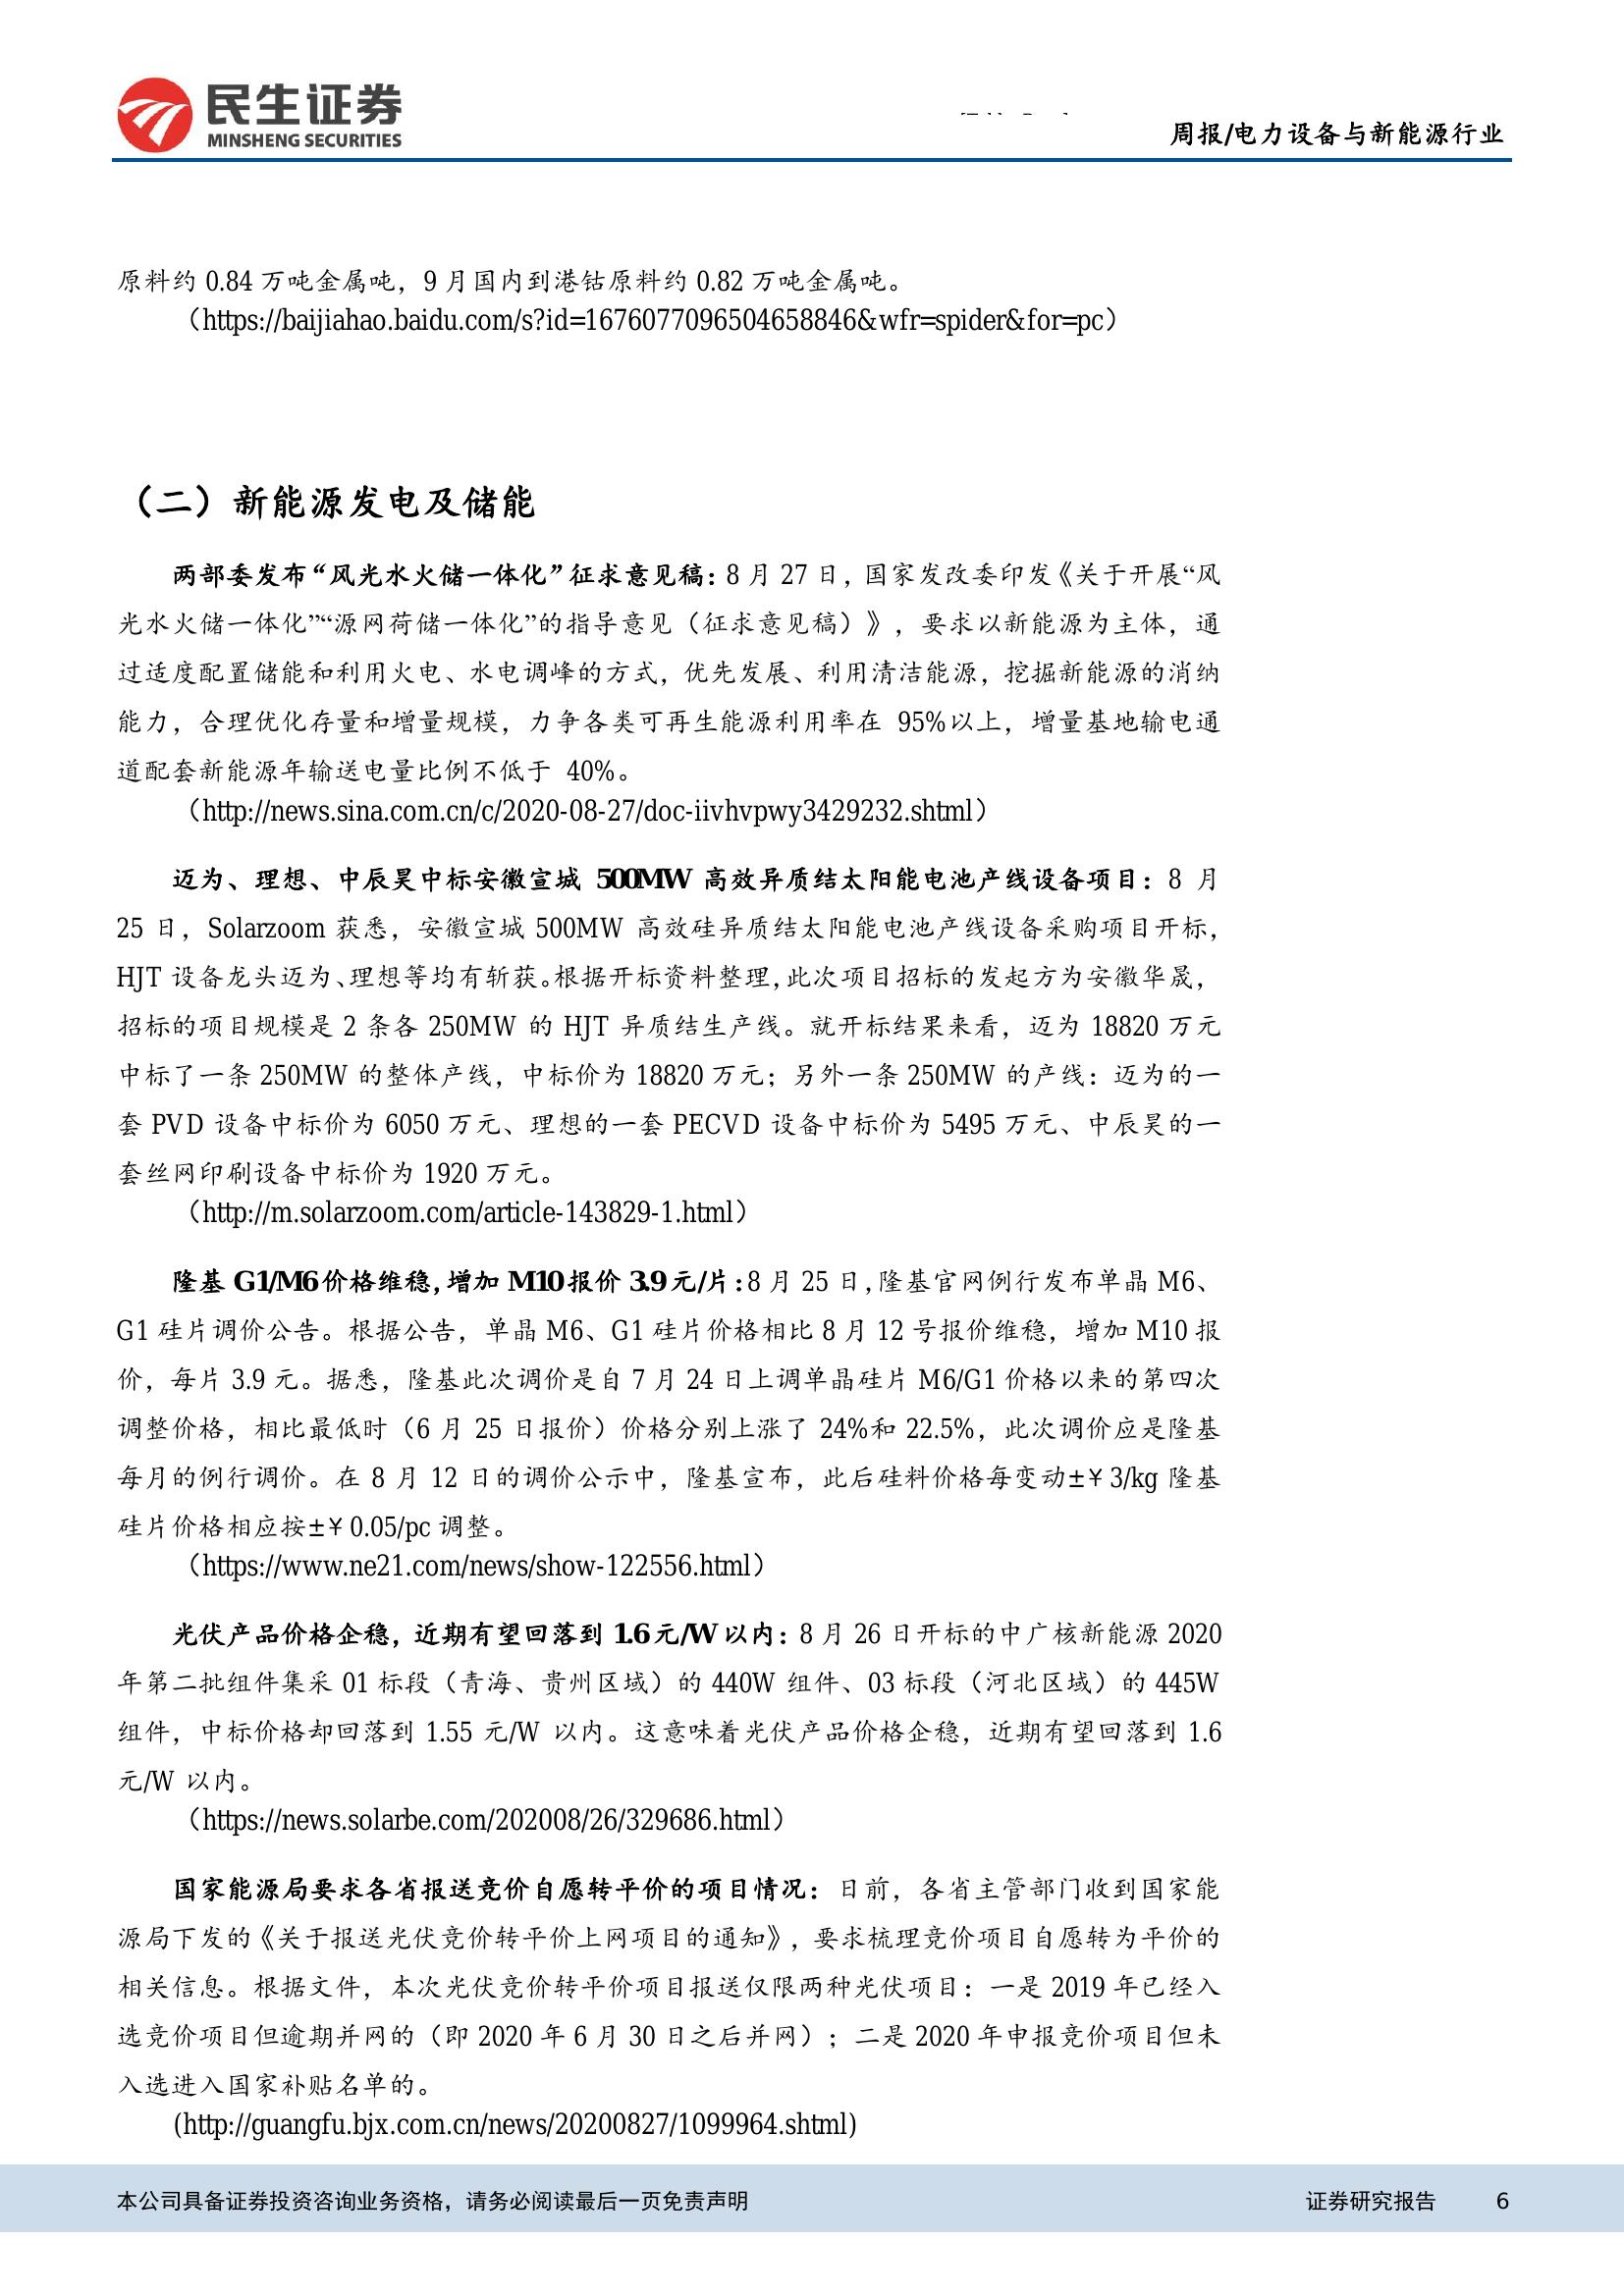 民生证券
MINSHENG SECURITIES
周报/电力设备与新能源行业
原料约 0.84 万吨金属吨，9 月国内到港钴原料约 0.82 万吨金属吨。
（https://baijiahao.baidu.com/s?id=1676077096504658846&wfr=spider&for=pc）
（二）新能源发电及储能
两部委发布“风光水火储一体化”征求意见稿：8 月 27 日，国家发改委印发《关于开展“风
光水火储一体化”“源网荷储一体化”的指导意见（征求意见稿）》，要求以新能源为主体，通
过适度配置储能和利用火电、水电调峰的方式，优先发展、利用清洁能源，挖掘新能源的消纳
能力，合理优化存量和增量规模，力争各类可再生能源利用率在 95%以上，增量基地输电通
道配套新能源年输送电量比例不低于 40%。
（http://news.sina.com.cn/c/2020-08-27/doc-iivhvpwy3429232.shtml）
迈为、理想、中辰昊中标安徽宣城 500MW 高效异质结太阳能电池产线设备项目：8 月
25 日，Solarzoom 获悉，安徽宣城 500MW 高效硅异质结太阳能电池产线设备采购项目开标，
HJT 设备龙头迈为、理想等均有斩获。根据开标资料整理，此次项目招标的发起方为安徽华晟，
招标的项目规模是 2 条各 250MW 的 HJT 异质结生产线。就开标结果来看，迈为 18820 万元
中标了一条 250MW 的整体产线，中标价为 18820 万元；另外一条 250MW 的产线：迈为的一
套 PVD 设备中标价为 6050 万元、理想的一套 PECVD 设备中标价为 5495 万元、中辰昊的一
套丝网印刷设备中标价为 1920 万元。
（http://m.solarzoom.com/article-143829-1.html）
隆基 G1/M6 价格维稳，增加 M10 报价 3.9 元/片：8 月 25 日，隆基官网例行发布单晶 M6、
G1 硅片调价公告。根据公告，单晶 M6、G1 硅片价格相比 8 月 12 号报价维稳，增加 M10 报
价，每片 3.9 元。据悉，隆基此次调价是自 7 月 24 日上调单晶硅片 M6/G1 价格以来的第四次
调整价格，相比最低时（6 月 25 日报价）价格分别上涨了 24%和 22.5%，此次调价应是隆基
每月的例行调价。在 8 月 12 日的调价公示中，隆基宣布，此后硅料价格每变动±￥3/kg 隆基
硅片价格相应按±￥0.05/pc 调整。
（https://www.ne21.com/news/show-122556.html）
光伏产品价格企稳，近期有望回落到 1.6 元/W 以内：8 月 26 日开标的中广核新能源 2020
年第二批组件集采 01 标段（青海、贵州区域）的 440W 组件、03 标段（河北区域）的 445W
组件，中标价格却回落到 1.55 元/W 以内。这意味着光伏产品价格企稳，近期有望回落到 1.6
元/W 以内。
（https://news.solarbe.com/202008/26/329686.html）
国家能源局要求各省报送竞价自愿转平价的项目情况：日前，各省主管部门收到国家能
源局下发的《关于报送光伏竞价转平价上网项目的通知》，要求梳理竞价项目自愿转为平价的
相关信息。根据文件，本次光伏竞价转平价项目报送仅限两种光伏项目：一是 2019 年已经入
选竞价项目但逾期并网的（即 2020 年 6 月 30 日之后并网）；二是 2020 年申报竞价项目但未
入选进入国家补贴名单的。
(http://guangfu.bjx.com.cn/news/20200827/1099964.shtml)
本公司具备证券投资咨询业务资格，请务必阅读最后一页免责声明 证券研究报告 6